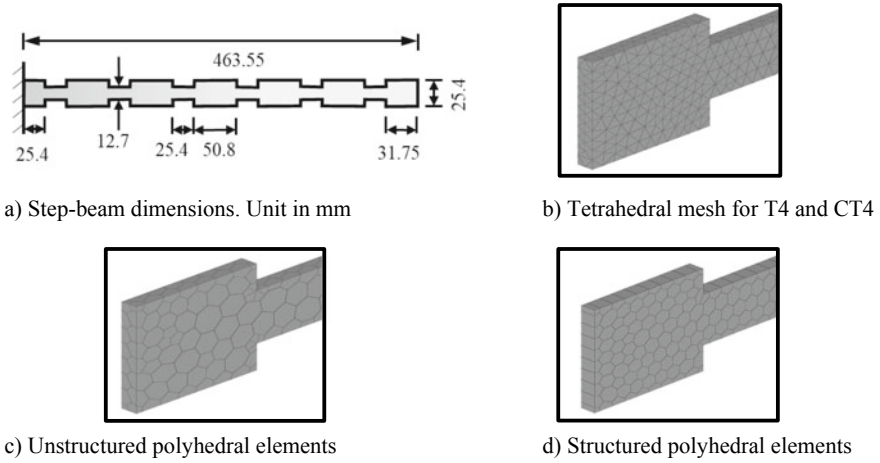 463.55
25.4
12.7
25.4
25.4
50.8
31.75
a) Step-beam dimensions. Unit in mm
b) Tetrahedral mesh for T4 and CT4
c) Unstructured polyhedral elements
d) Structured polyhedral elements